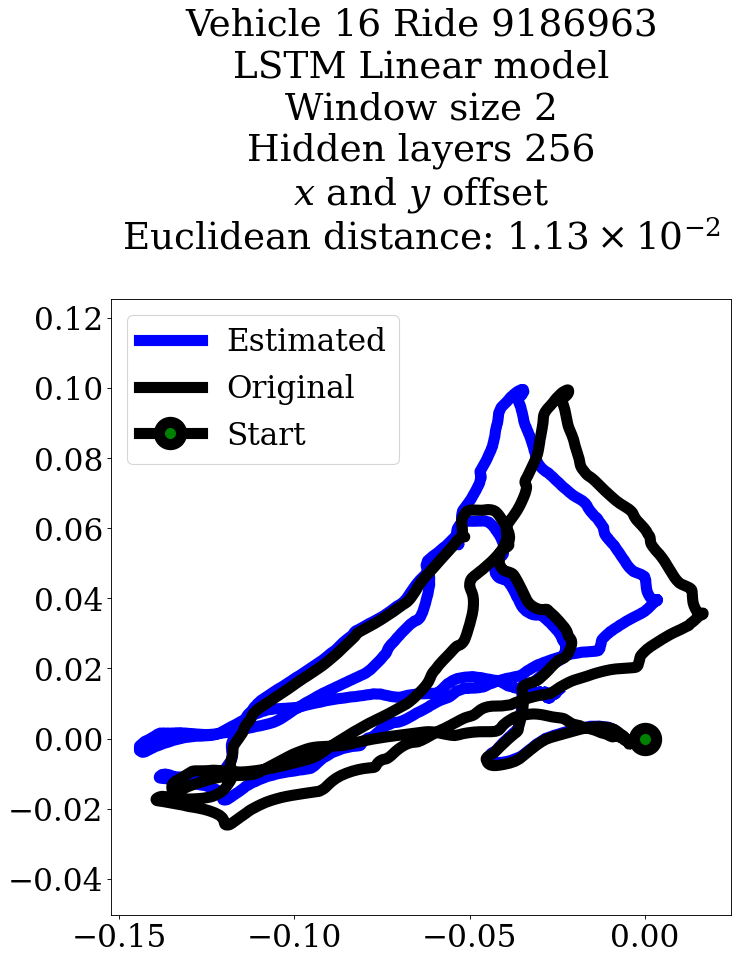 Vehicle 16 Ride 9186963
LSTM Linear model
Window size 2
Hidden layers 256
x and y offset
Euclidean distance: 1.13 × 10⁻²
Estimated
Original
Start
0.12
0.10
0.08
0.06
0.04
0.02
0.00
−0.02
−0.04
−0.15 −0.10 −0.05 0.00